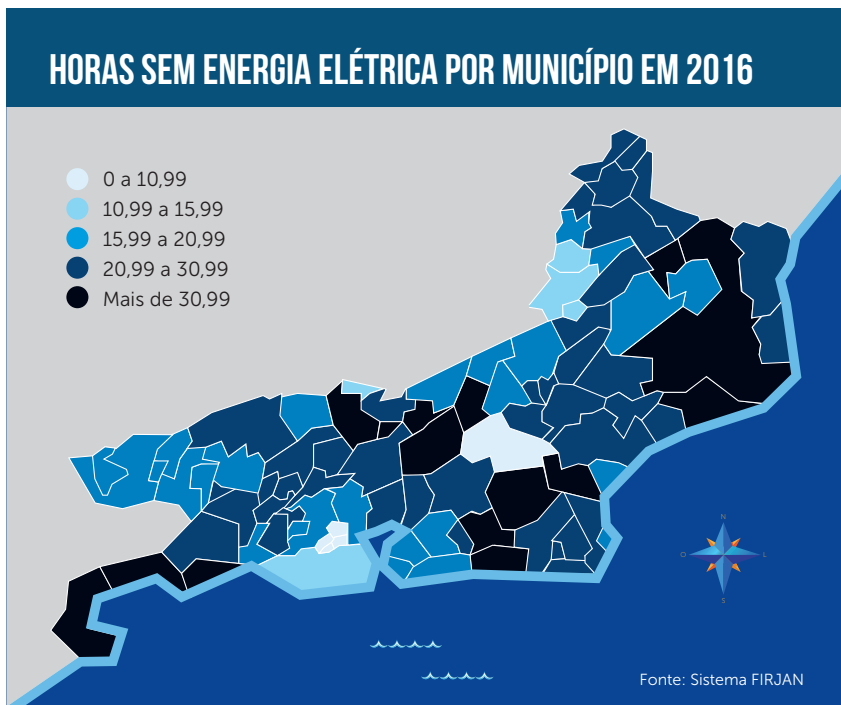 HORAS SEM ENERGIA ELÉTRICA POR MUNICÍPIO EM 2016
0 a 10,99
10,99 a 15,99
15,99 a 20,99
20,99 a 30,99
Mais de 30,99
N
O
L
S
Fonte: Sistema FIRJAN